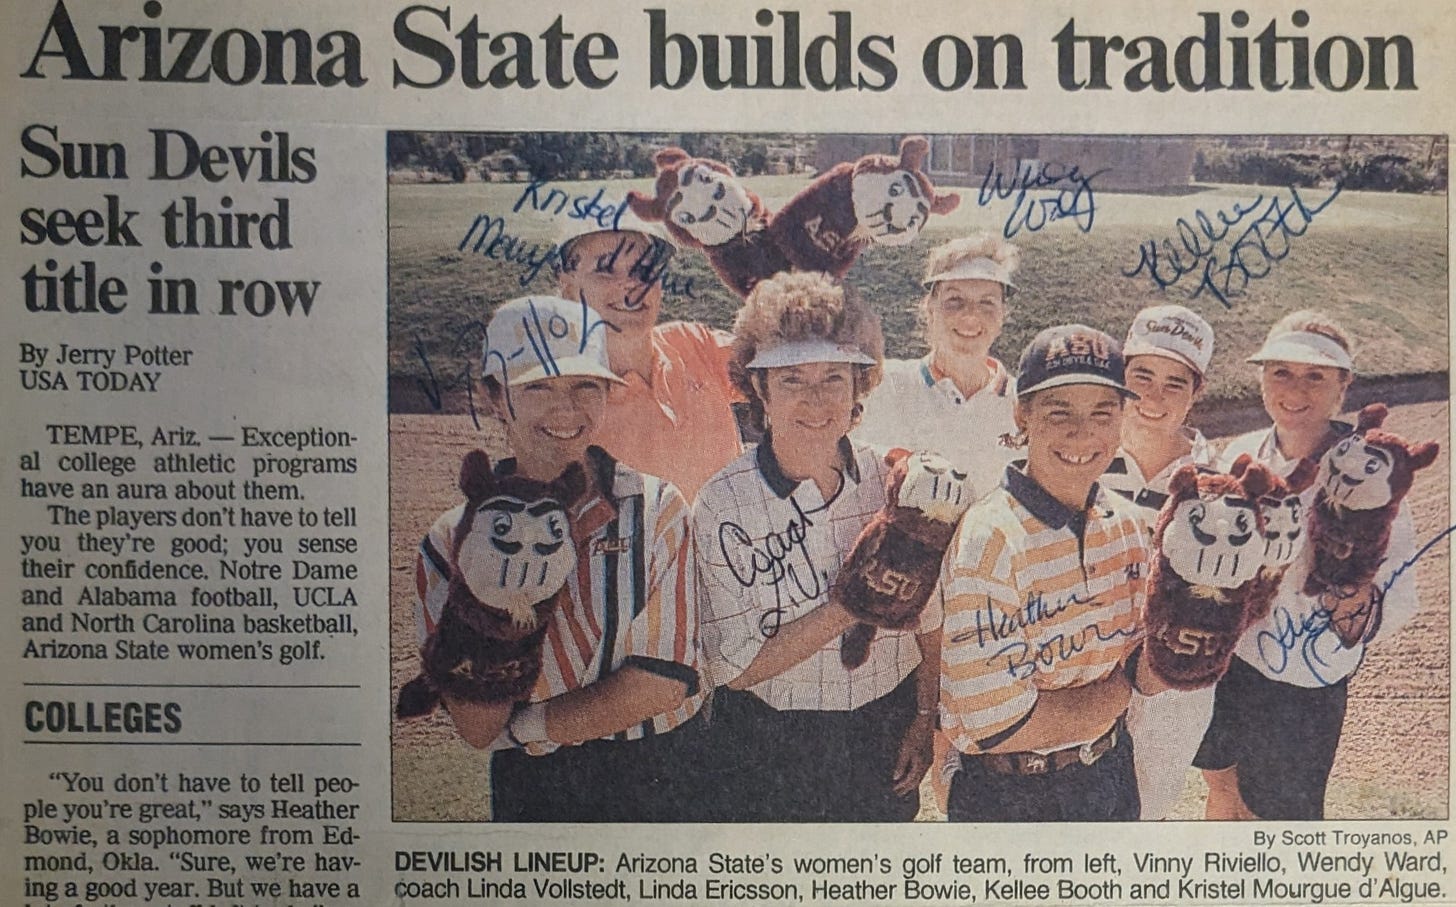 Arizona State builds on tradition
Sun Devils
seek third
title in row
By Jerry Potter
USA TODAY
TEMPE, Ariz. — Exception-
al college athletic programs
have an aura about them.
The players don't have to tell
you they're good; you sense
their confidence. Notre Dame
and Alabama football, UCLA
and North Carolina basketball,
Arizona State women's golf.
COLLEGES
“You don't have to tell peo-
ple you're great,” says Heather
Bowie, a sophomore from Ed-
mond, Okla. “Sure, we're hav-
ing a good year. But we have a
Kristel
Mourgue d'Algue
Wendy
Ward
Kellee
Booth
ASU
Sun Devils
ASU
Coach
L.V.
ASU
Heather
Bowie
ASU
Linda
By Scott Troyanos, AP
DEVILISH LINEUP: Arizona State's women's golf team, from left, Vinny Riviello, Wendy Ward,
coach Linda Vollstedt, Linda Ericsson, Heather Bowie, Kellee Booth and Kristel Mourgue d'Algue.